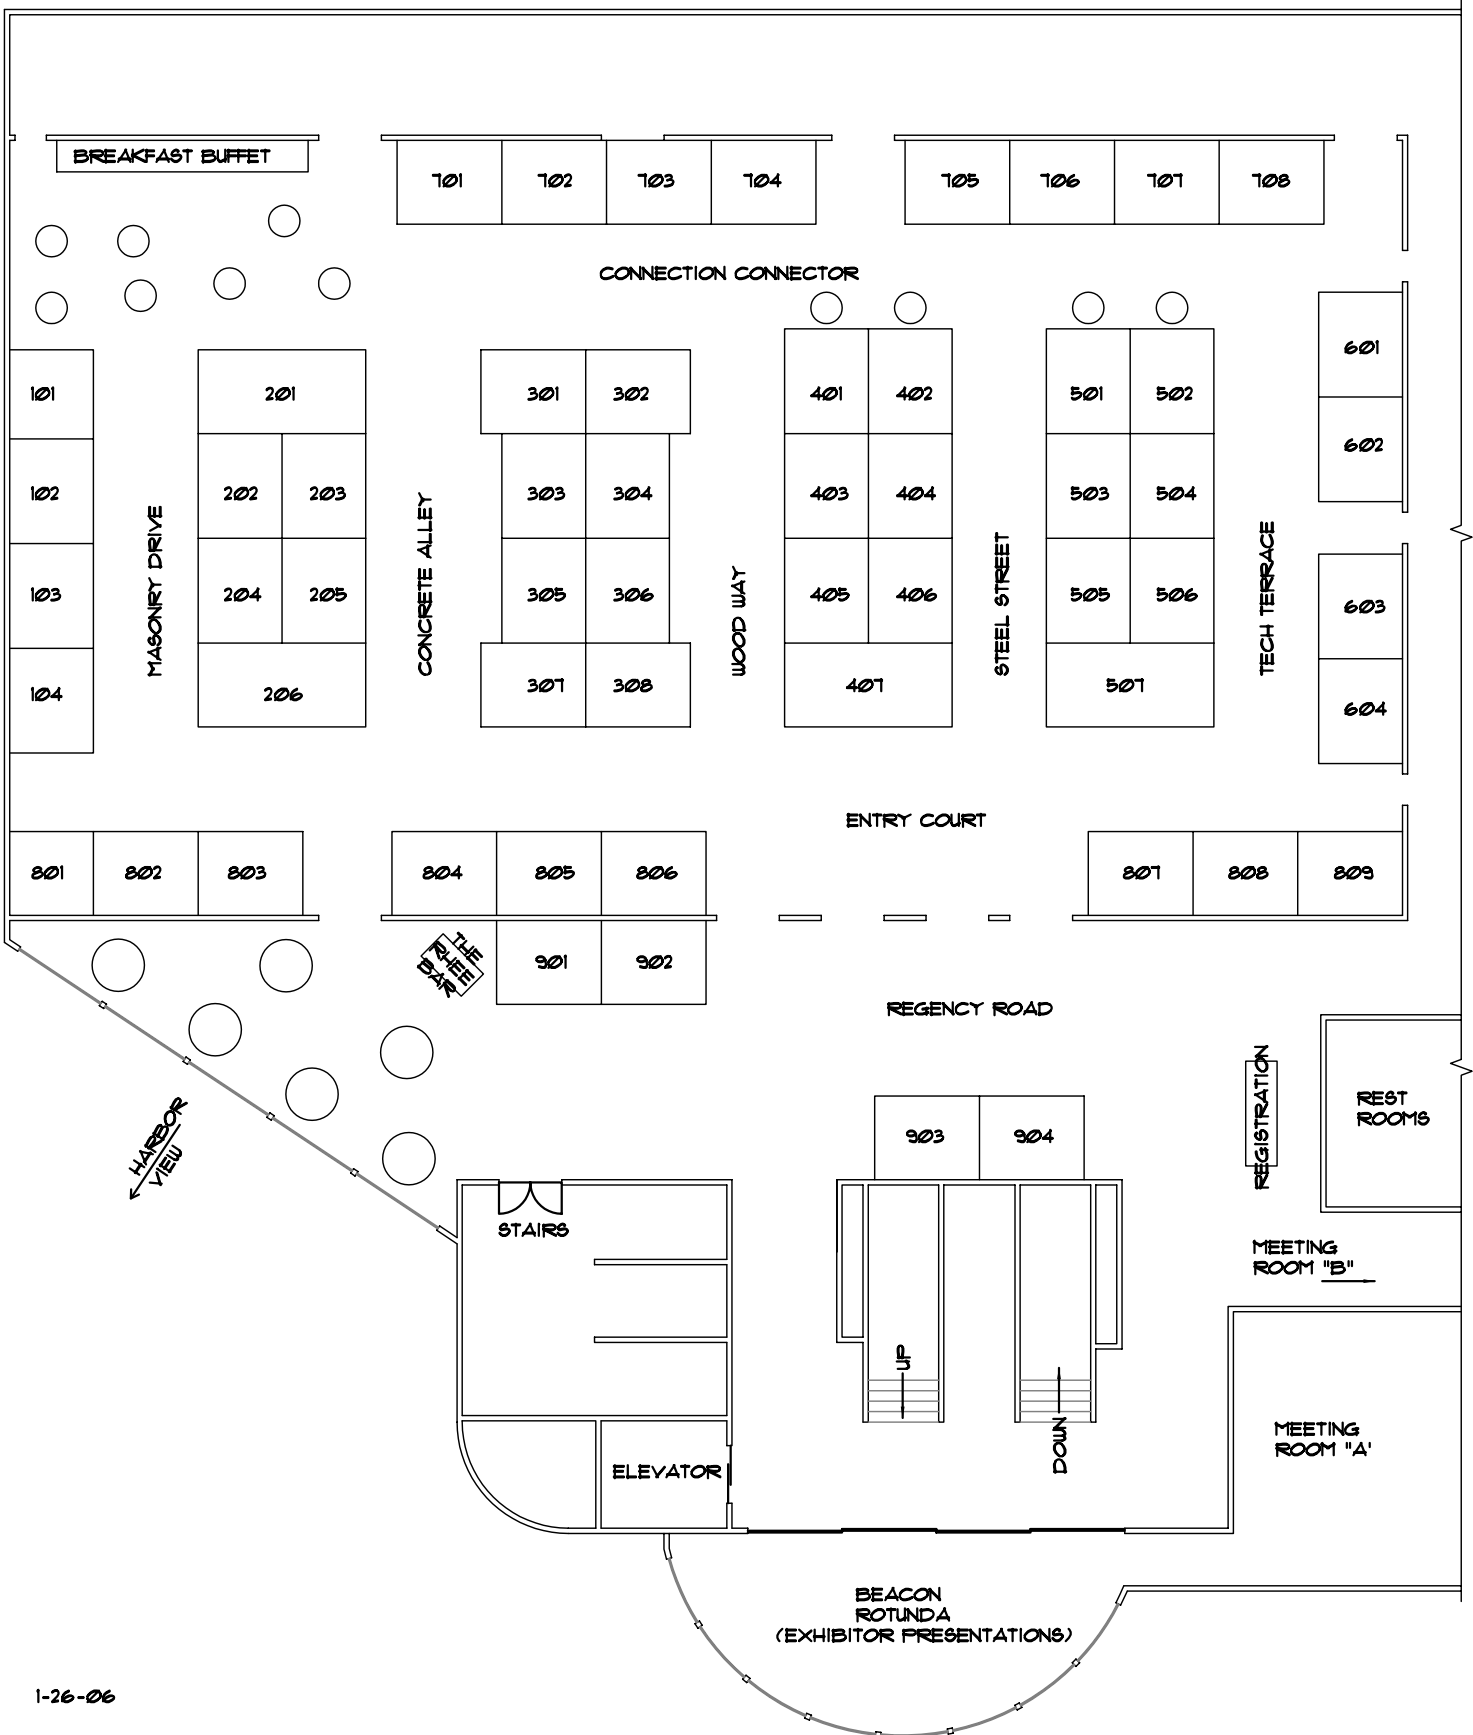 BREAKFAST BUFFET
701 702 703 704 705 706 707 708
CONNECTION CONNECTOR
601
101 201 301 302 401 402 501 502
602
102 202 203 303 304 403 404 503 504
MASONRY DRIVE
CONCRETE ALLEY
WOOD WAY
STEEL STREET
TECH TERRACE
103 204 205 305 306 405 406 505 506 603
104 206 307 308 407 507 604
ENTRY COURT
801 802 803 804 805 806 807 808 809
901 902
REGENCY ROAD
REGISTRATION
REST
ROOMS
HARBOR
VIEW
903 904
STAIRS
MEETING
ROOM "B"
UP
DOWN
MEETING
ROOM "A'
ELEVATOR
BEACON
ROTUNDA
(EXHIBITOR PRESENTATIONS)
1-26-06